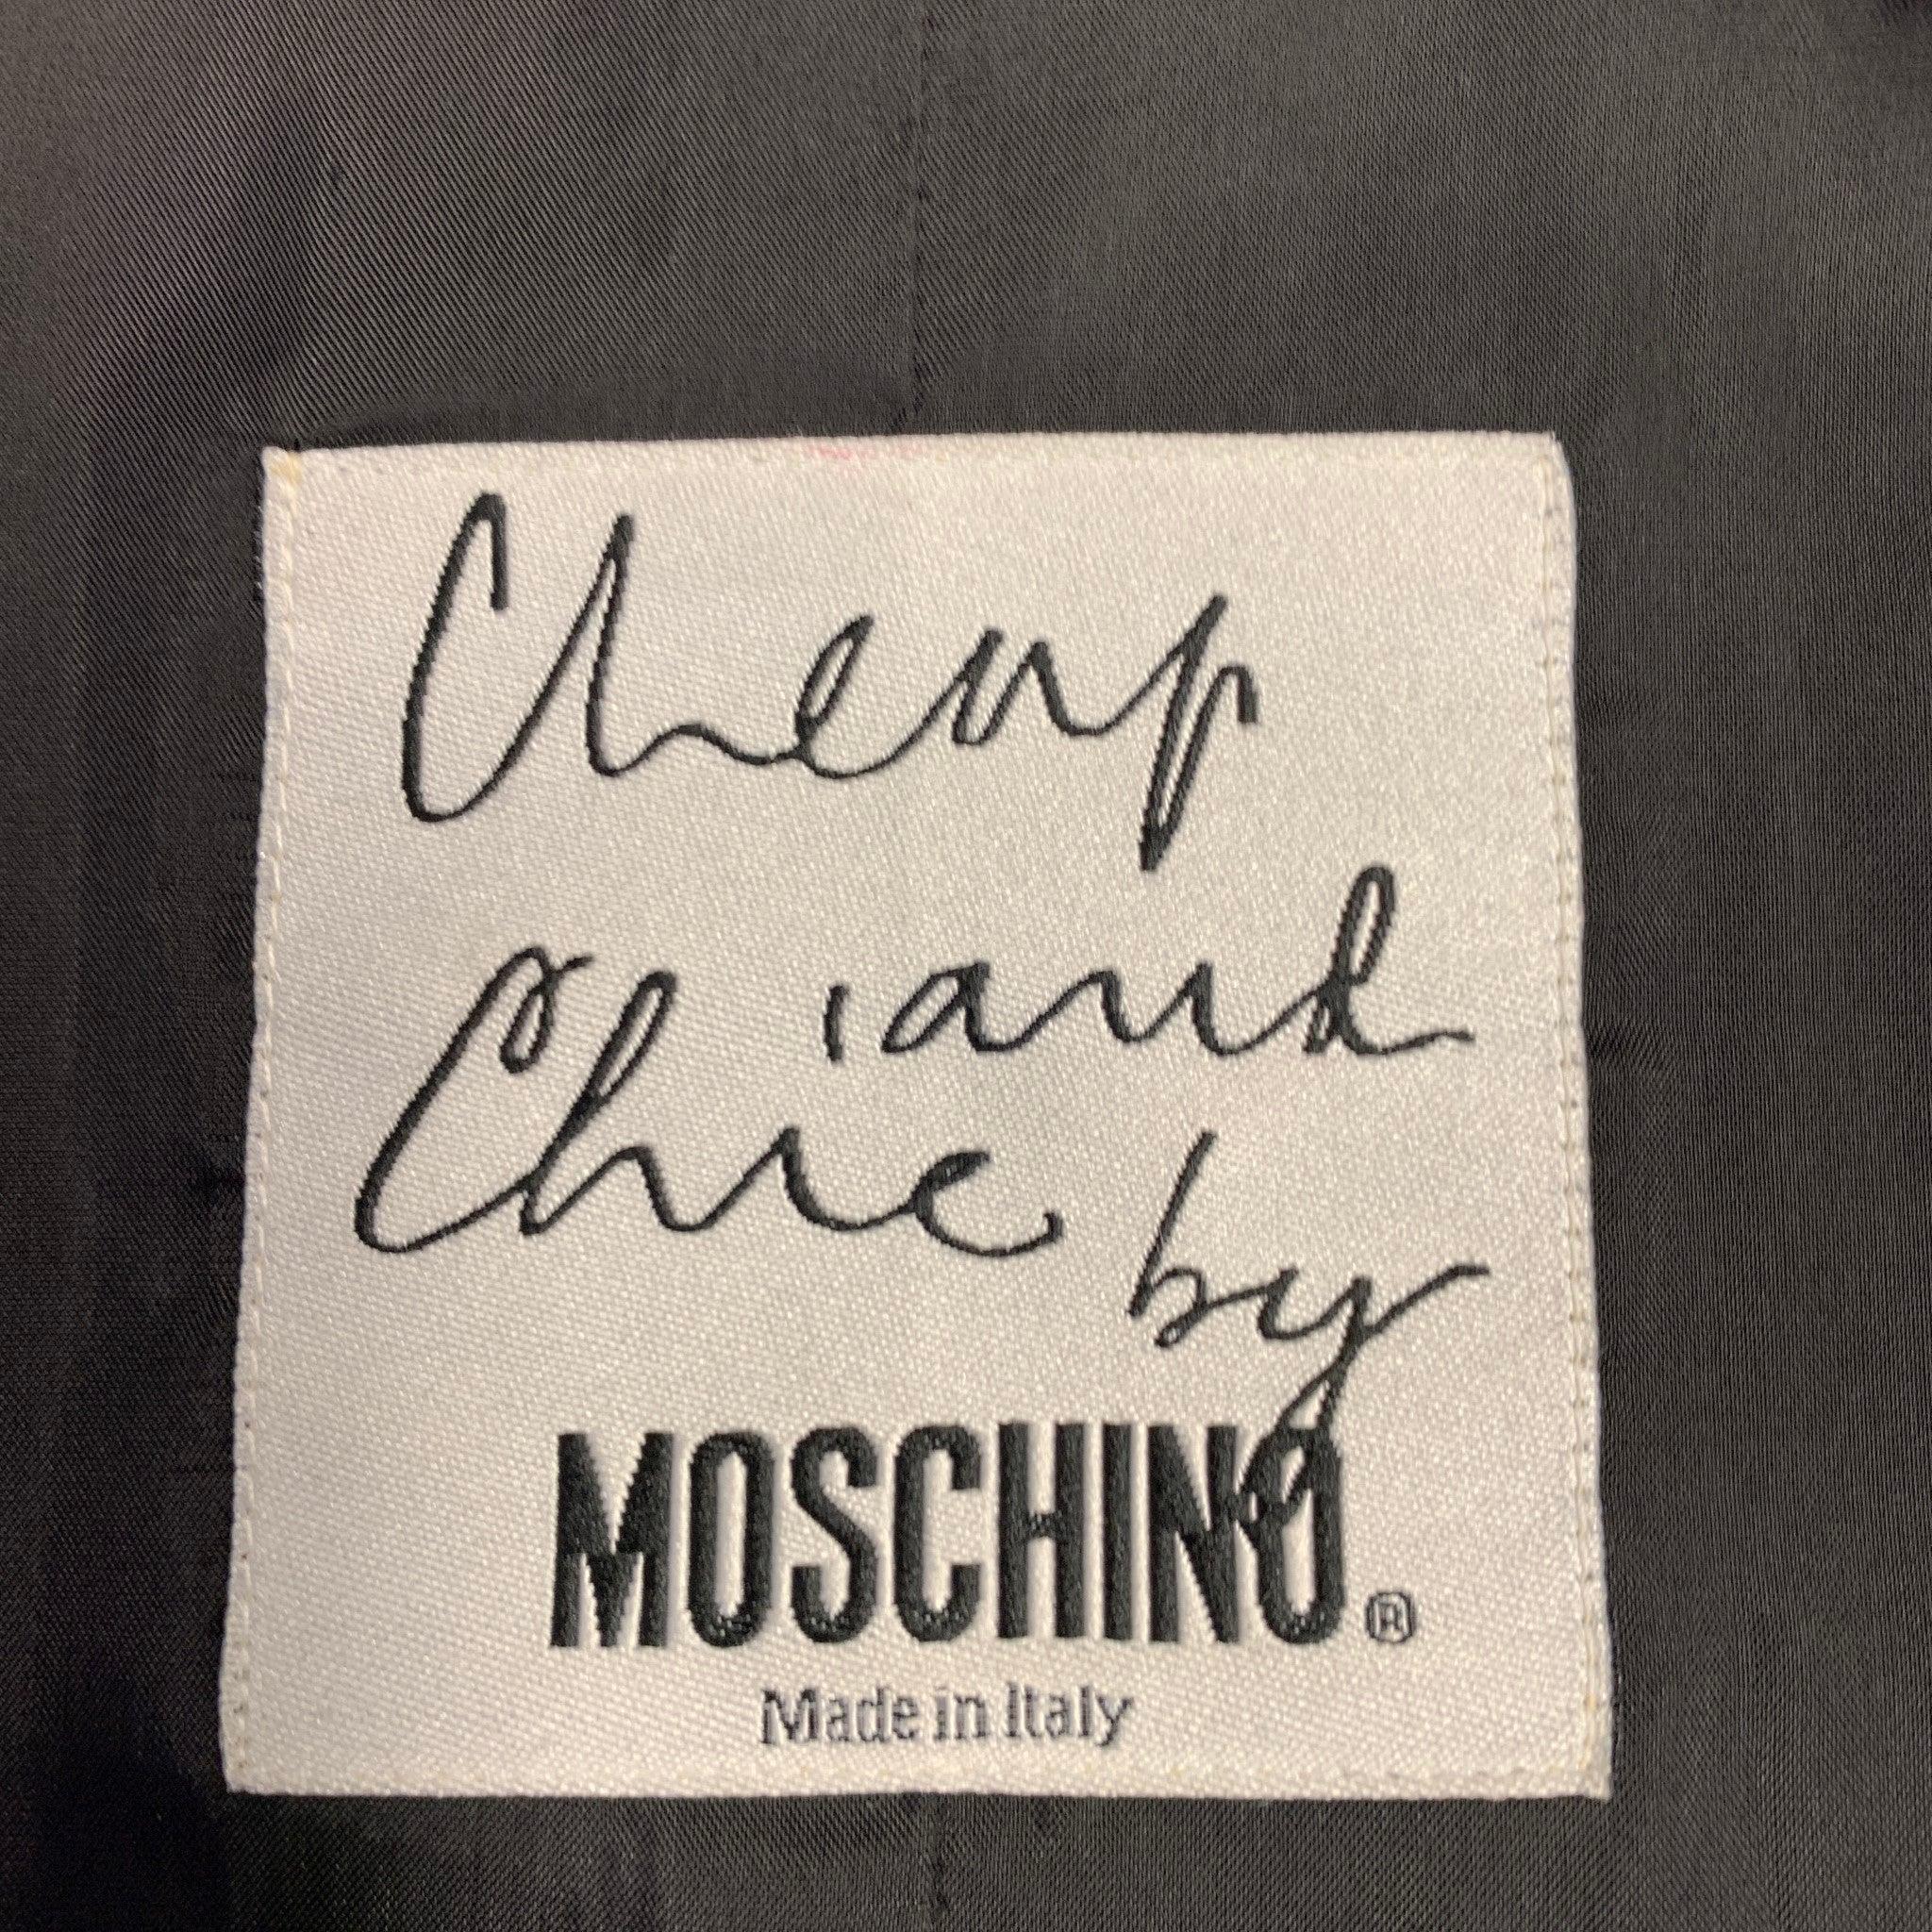 Cheap
and
Chic by
MOSCHINO®
Made in Italy